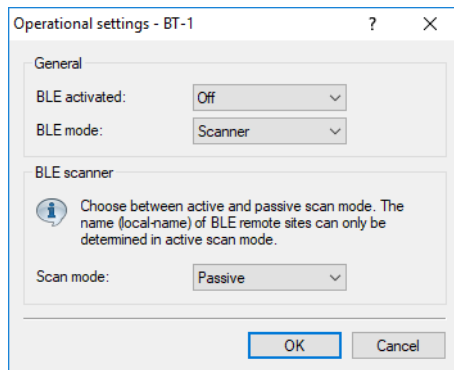 Operational settings - BT-1
?
General
BLE activated:
Off
BLE mode:
Scanner
BLE scanner
Choose between active and passive scan mode. The
name (local-name) of BLE remote sites can only be
determined in active scan mode.
Scan mode:
Passive
OK
Cancel